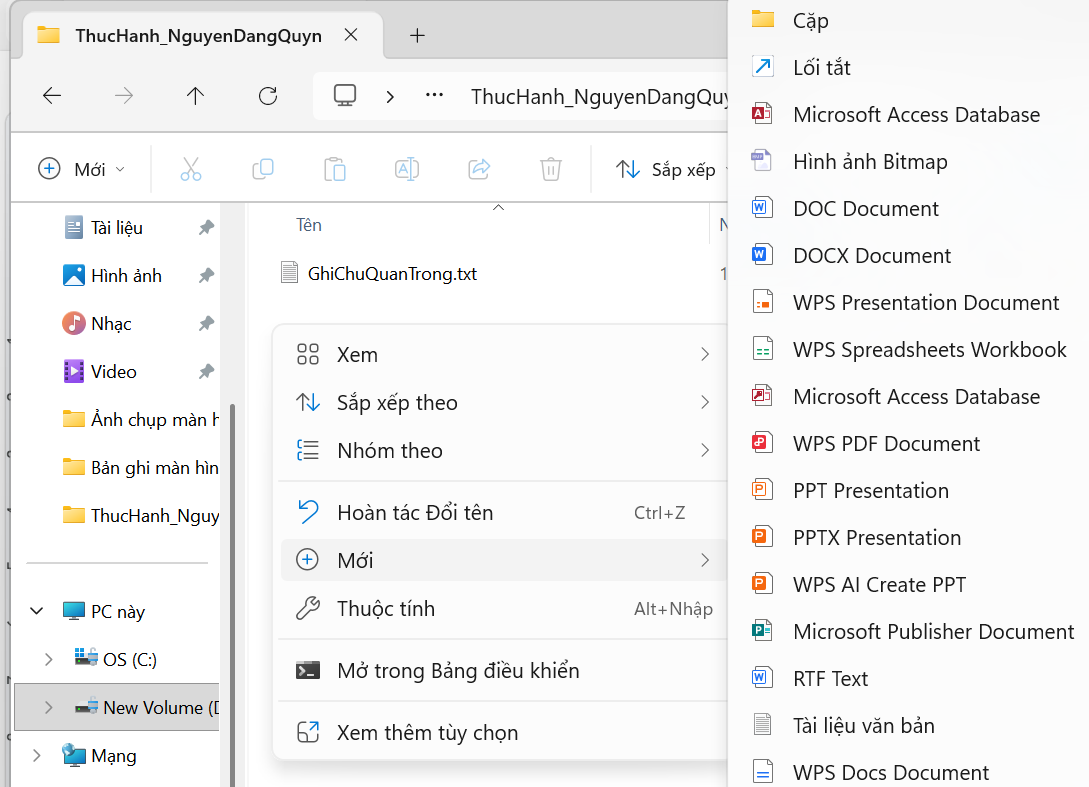 ThucHanh_NguyenDangQuyn
ThucHanh_NguyenDangQuy
Mới
Sắp xếp
Tài liệu
Hình ảnh
Nhạc
Video
Ảnh chụp màn h
Bản ghi màn hìn
ThucHanh_Nguy
PC này
OS (C:)
New Volume (D
Mạng
Tên
N
GhiChuQuanTrong.txt
1
Xem
Sắp xếp theo
Nhóm theo
Hoàn tác Đổi tên Ctrl+Z
Mới
Thuộc tính Alt+Nhập
Mở trong Bảng điều khiển
Xem thêm tùy chọn
Cặp
Lối tắt
Microsoft Access Database
Hình ảnh Bitmap
DOC Document
DOCX Document
WPS Presentation Document
WPS Spreadsheets Workbook
Microsoft Access Database
WPS PDF Document
PPT Presentation
PPTX Presentation
WPS AI Create PPT
Microsoft Publisher Document
RTF Text
Tài liệu văn bản
WPS Docs Document